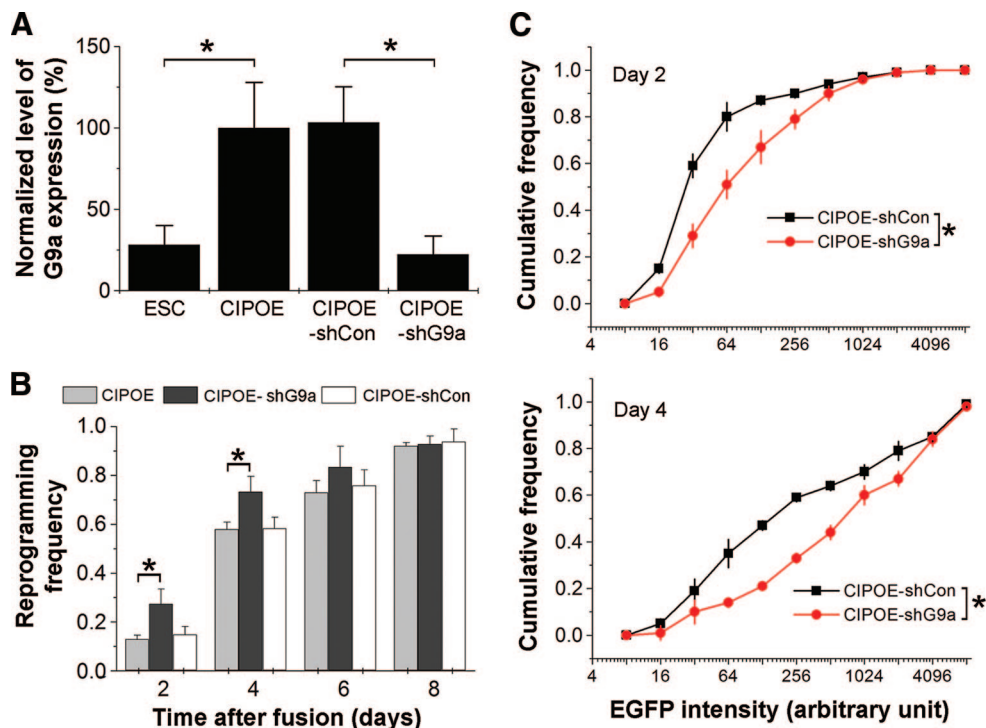 A
Normalized level of
G9a expression (%)
150
100
50
0
*
*
ESC
CIPOE
CIPOE
-shCon
CIPOE
-shG9a
B
CIPOE
CIPOE- shG9a
CIPOE-shCon
Reprogramming
frequency
1.0
0.8
0.6
0.4
0.2
0.0
*
*
2
4
6
8
Time after fusion (days)
C
Day 2
Cumulative frequency
1.0
0.8
0.6
0.4
0.2
0.0
CIPOE-shCon
CIPOE-shG9a
*
4
16
64
256
1024
4096
Day 4
Cumulative frequency
1.0
0.8
0.6
0.4
0.2
0.0
CIPOE-shCon
CIPOE-shG9a
*
4
16
64
256
1024
4096
EGFP intensity (arbitrary unit)